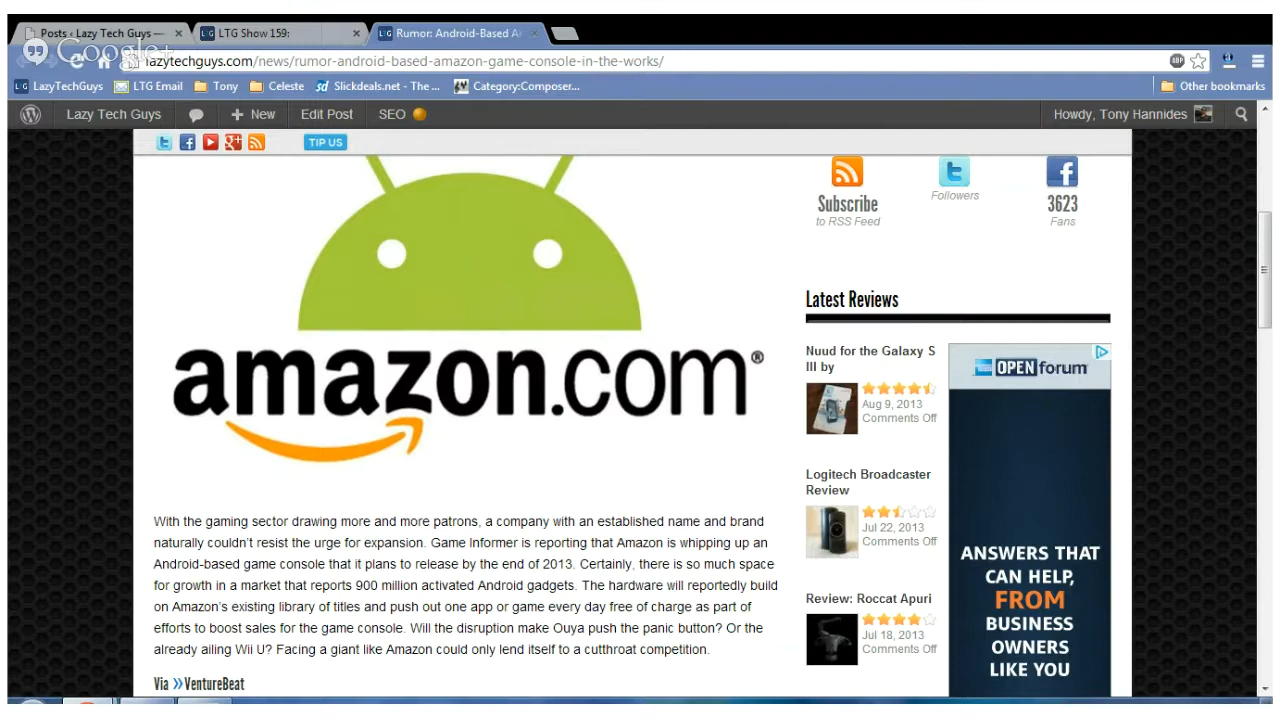 Posts ‹ Lazy Tech Guys —
LTG Show 159:
Rumor: Android-Based A
Google+
lazytechguys.com/news/rumor-android-based-amazon-game-console-in-the-works/
ABP
LG LazyTechGuys
LTG Email
Tony
Celeste
sd Slickdeals.net - The ...
Category:Composer...
Other bookmarks
Lazy Tech Guys
+ New
Edit Post
SEO
Howdy, Tony Hannides
TIP US
Subscribe
to RSS Feed
Followers
3623
Fans
amazon.com®
With the gaming sector drawing more and more patrons, a company with an established name and brand
naturally couldn't resist the urge for expansion. Game Informer is reporting that Amazon is whipping up an
Android-based game console that it plans to release by the end of 2013. Certainly, there is so much space
for growth in a market that reports 900 million activated Android gadgets. The hardware will reportedly build
on Amazon's existing library of titles and push out one app or game every day free of charge as part of
efforts to boost sales for the game console. Will the disruption make Ouya push the panic button? Or the
already ailing Wii U? Facing a giant like Amazon could only lend itself to a cutthroat competition.
Via »VentureBeat
Latest Reviews
Nuud for the Galaxy S
III by
Aug 9, 2013
Comments Off
Logitech Broadcaster
Review
Jul 22, 2013
Comments Off
Review: Roccat Apuri
Jul 18, 2013
Comments Off
OPEN forum
ANSWERS THAT
CAN HELP,
FROM
BUSINESS
OWNERS
LIKE YOU